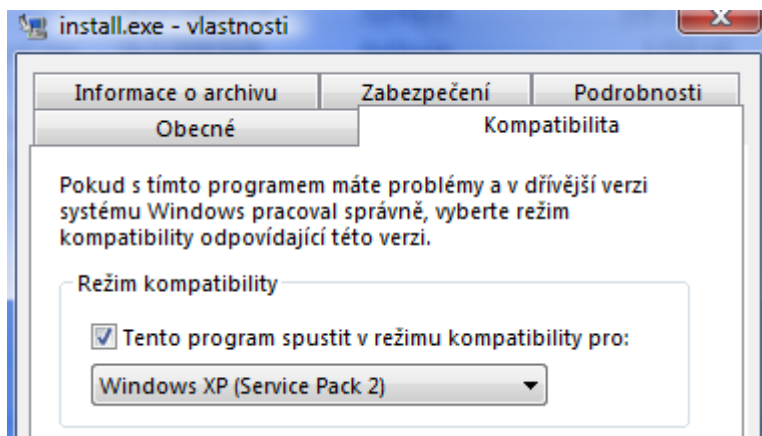 install.exe - vlastnosti
Informace o archivu
Zabezpečení
Podrobnosti
Obecné
Kompatibilita
Pokud s tímto programem máte problémy a v dřívější verzi
systému Windows pracoval správně, vyberte režim
kompatibility odpovídající této verzi.
Režim kompatibility
Tento program spustit v režimu kompatibility pro:
Windows XP (Service Pack 2)